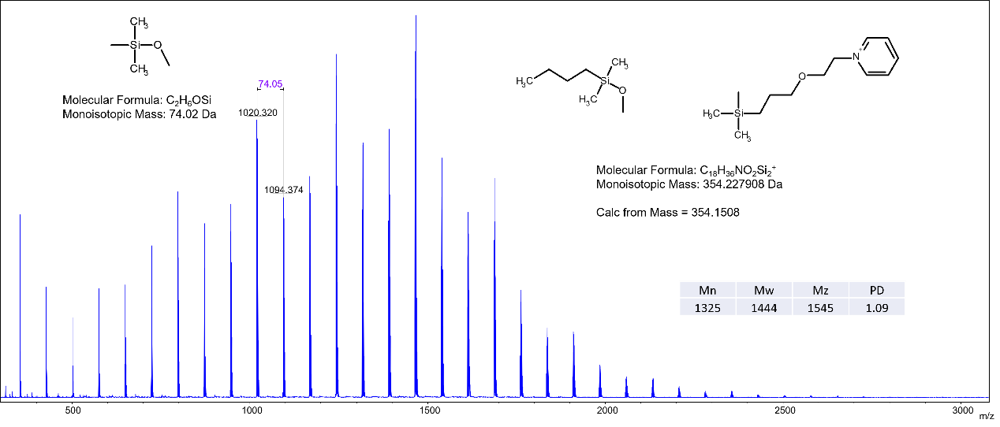 CH3
Si
O
CH3
Molecular Formula: C2H6OSi
Monoisotopic Mass: 74.02 Da
74.05
1020.320
1094.374
H3C
CH3
Si
H3C
O
N+
O
H3C
Si
CH3
Molecular Formula: C18H36NO2Si2+
Monoisotopic Mass: 354.227908 Da
Calc from Mass = 354.1508
Mn Mw Mz PD
1325 1444 1545 1.09
500 1000 1500 2000 2500 3000 m/z